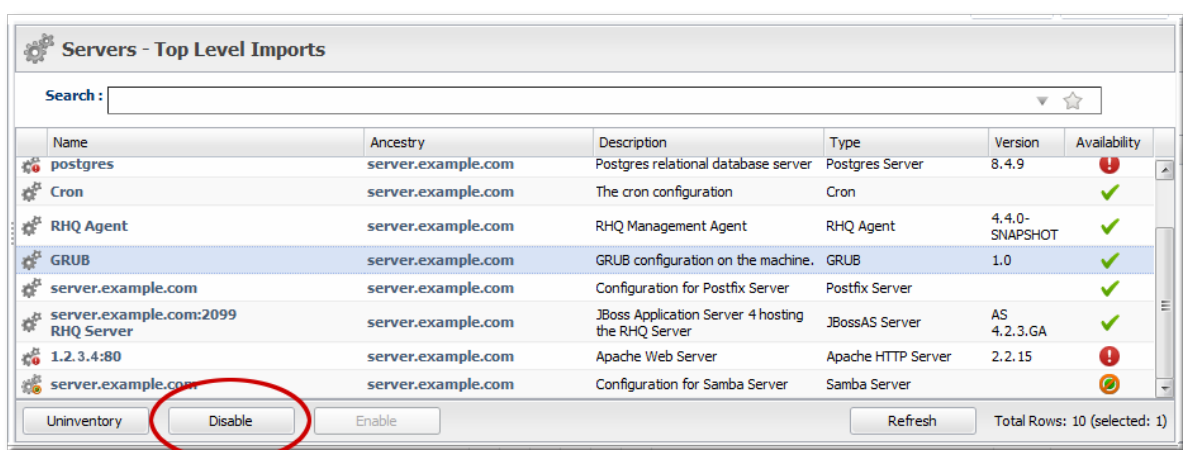 Servers - Top Level Imports
Search :
Name Ancestry Description Type Version Availability
postgres server.example.com Postgres relational database server Postgres Server 8.4.9
Cron server.example.com The cron configuration Cron
RHQ Agent server.example.com RHQ Management Agent RHQ Agent 4.4.0-
SNAPSHOT
GRUB server.example.com GRUB configuration on the machine. GRUB 1.0
server.example.com server.example.com Configuration for Postfix Server Postfix Server
server.example.com:2099 server.example.com JBoss Application Server 4 hosting JBossAS Server AS
RHQ Server the RHQ Server 4.2.3.GA
1.2.3.4:80 server.example.com Apache Web Server Apache HTTP Server 2.2.15
server.example.com server.example.com Configuration for Samba Server Samba Server
Uninventory Disable Enable Refresh Total Rows: 10 (selected: 1)